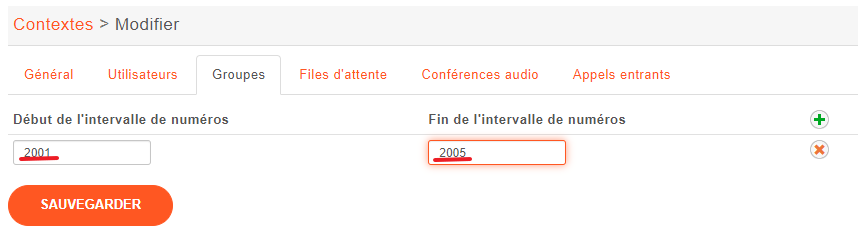 Contextes > Modifier
Général Utilisateurs Groupes Files d'attente Conférences audio Appels entrants
Début de l'intervalle de numéros Fin de l'intervalle de numéros
2001 2005
SAUVEGARDER